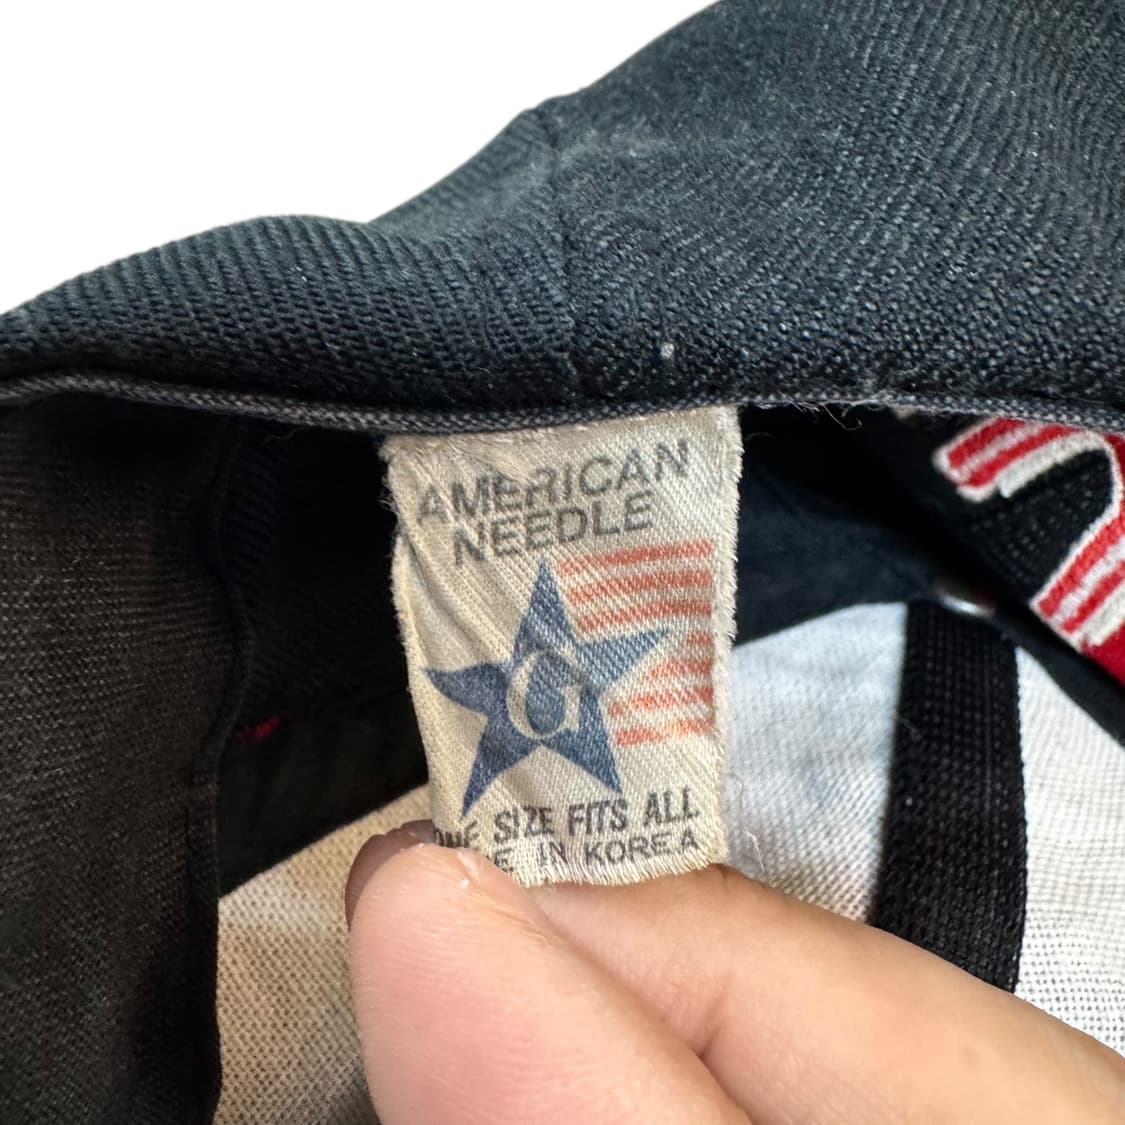 AMERICAN
NEEDLE
G
ONE SIZE FITS ALL
E IN KOREA